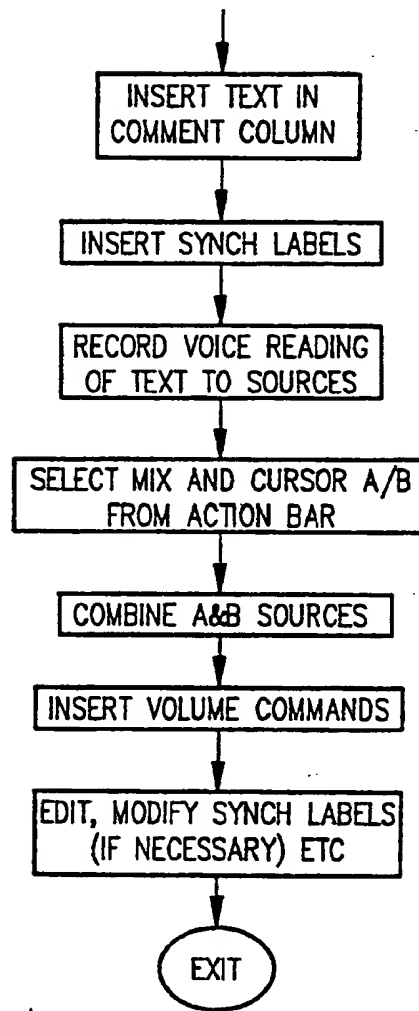 INSERT TEXT IN
COMMENT COLUMN
INSERT SYNCH LABELS
RECORD VOICE READING
OF TEXT TO SOURCES
SELECT MIX AND CURSOR A/B
FROM ACTION BAR
COMBINE A&B SOURCES
INSERT VOLUME COMMANDS
EDIT, MODIFY SYNCH LABELS
(IF NECESSARY) ETC
EXIT